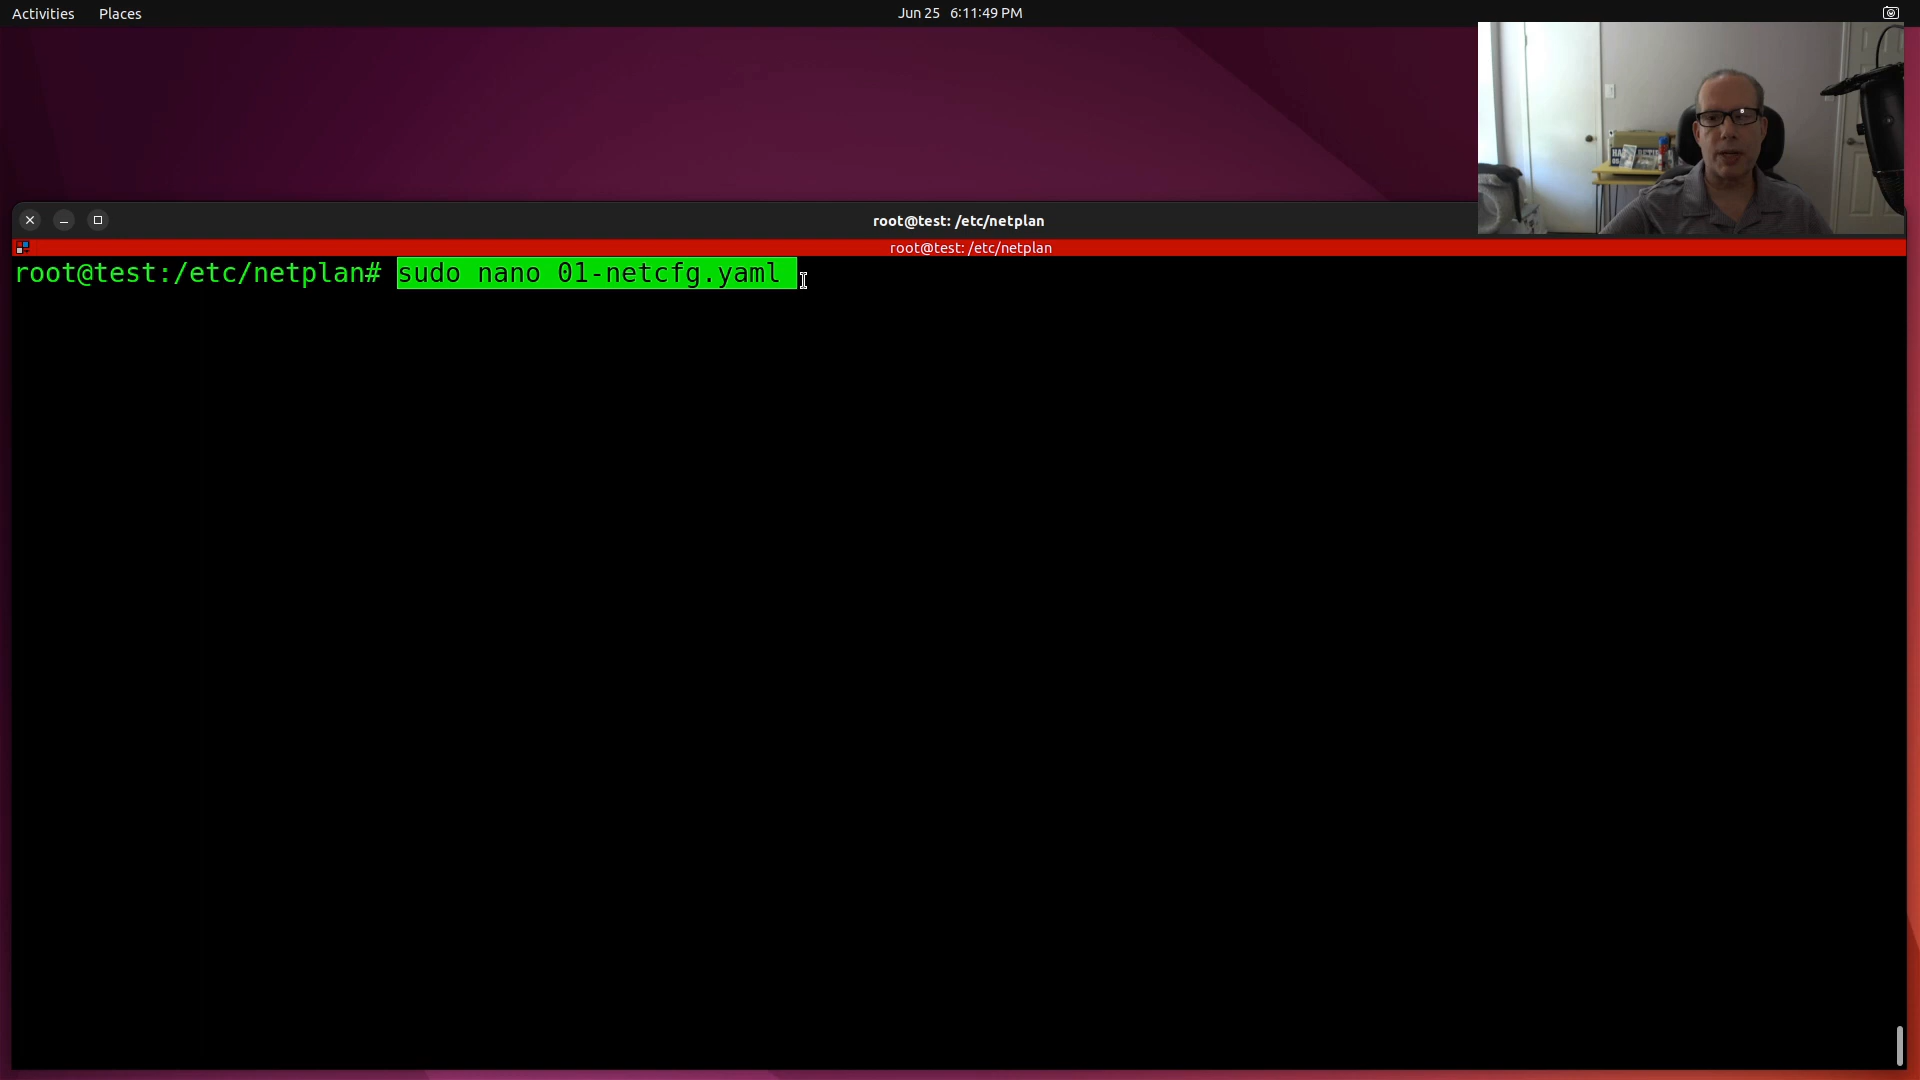 Activities Places Jun 25 6:11:49 PM
root@test: /etc/netplan
root@test: /etc/netplan
root@test:/etc/netplan# sudo nano 01-netcfg.yaml